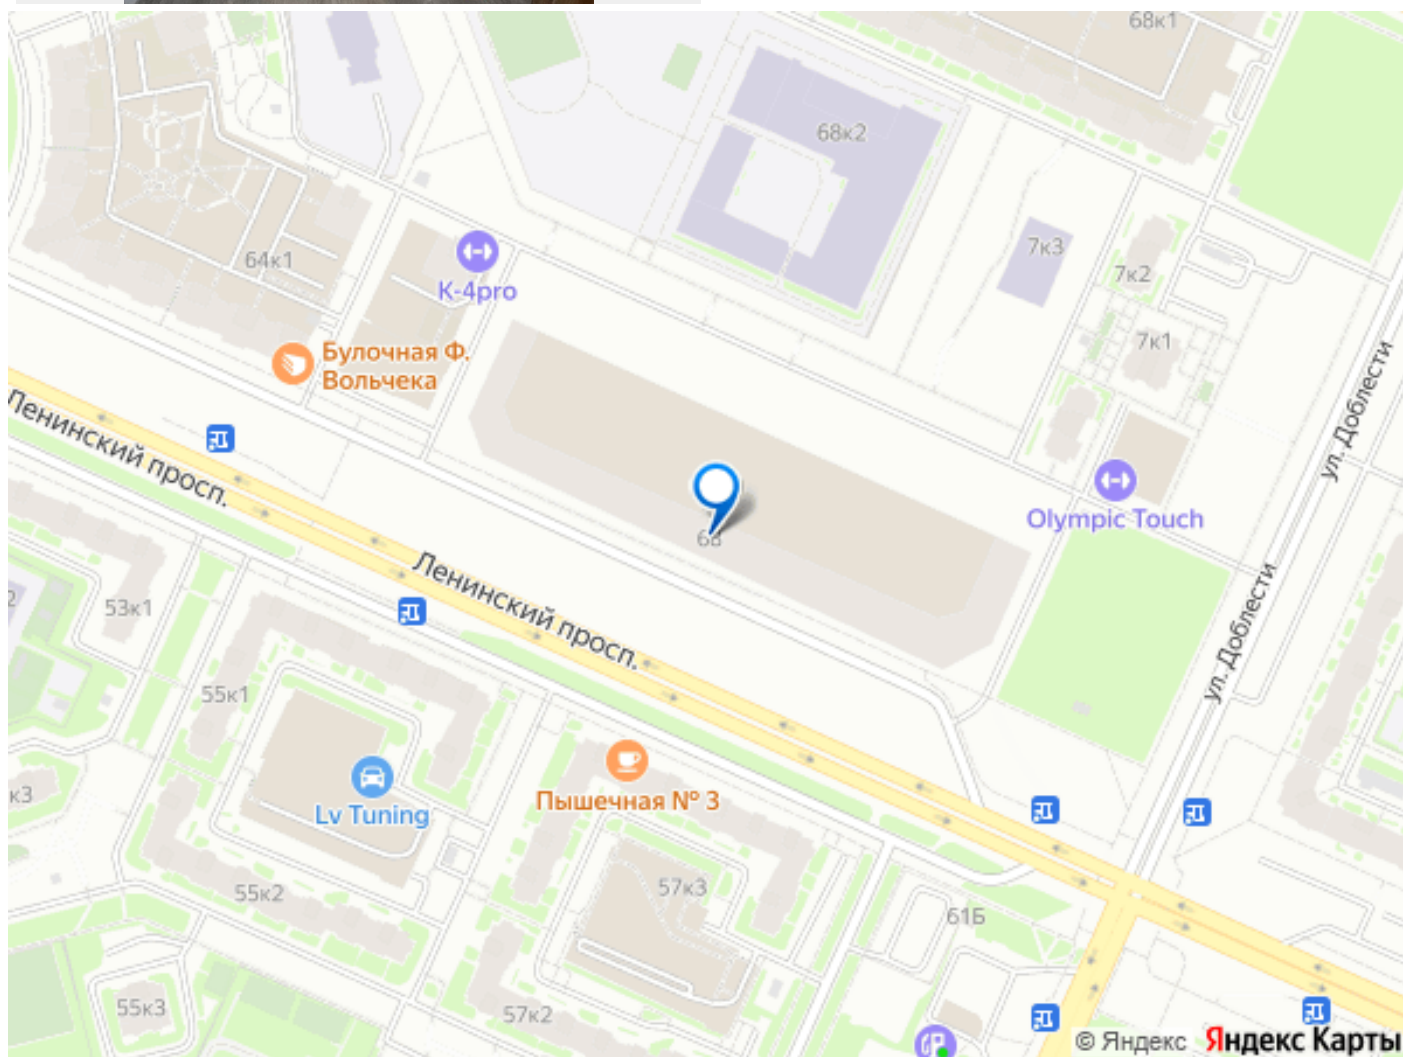 68к1
68к2
7к3
7к2
64к1
К-4pro
7к1
Булочная Ф.
Вольчека
ул. Доблести
Ленинский просп.
Olympic Touch
68
Ленинский просп.
53к1
ул. Доблести
55к1
к3
Lv Tuning
Пышечная № 3
55к2
57к3
61Б
55к3
57к2
© Яндекс Яндекс Карты